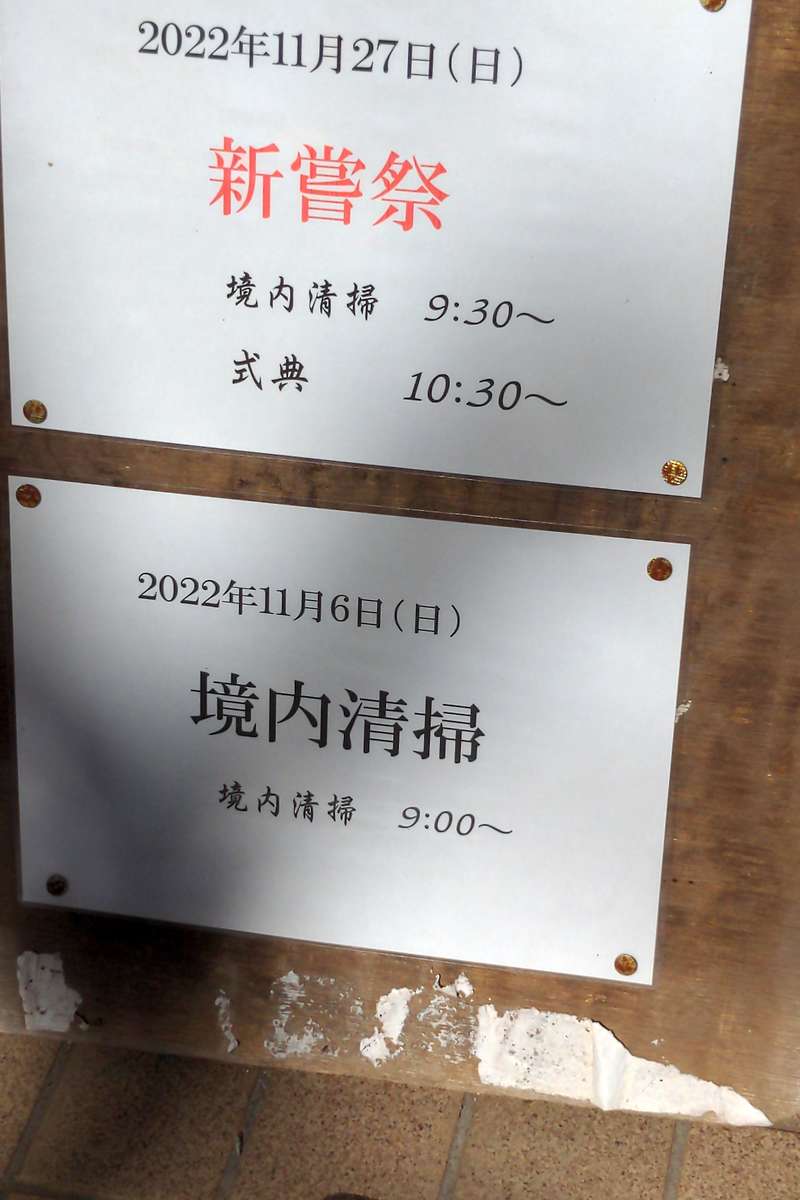 2022年11月27日(日)
新嘗祭
境内清掃 9:30～
式典 10:30～
2022年11月6日(日)
境内清掃
境内清掃 9:00～